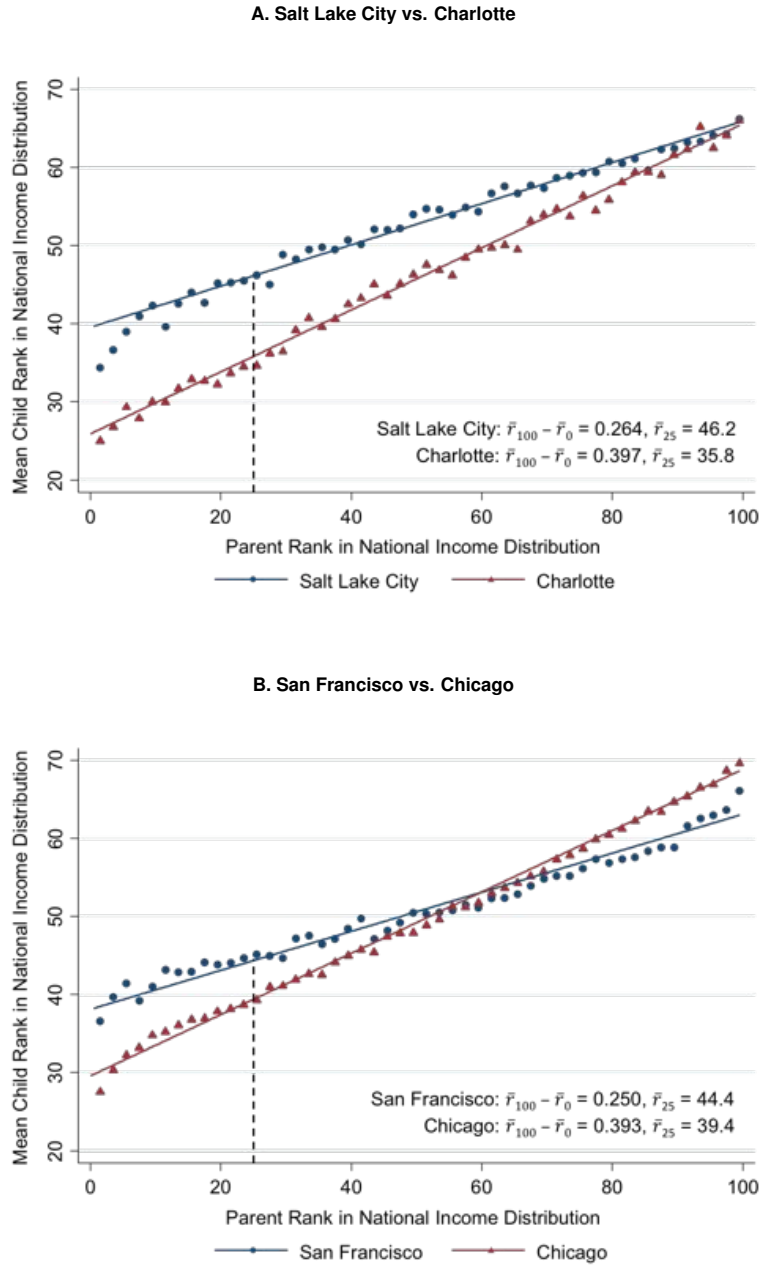 A. Salt Lake City vs. Charlotte
Mean Child Rank in National Income Distribution
70
60
50
40
30
20
Salt Lake City: r̄₁₀₀ – r̄₀ = 0.264, r̄₂₅ = 46.2
Charlotte: r̄₁₀₀ – r̄₀ = 0.397, r̄₂₅ = 35.8
0 20 40 60 80 100
Parent Rank in National Income Distribution
Salt Lake City Charlotte
B. San Francisco vs. Chicago
Mean Child Rank in National Income Distribution
70
60
50
40
30
20
San Francisco: r̄₁₀₀ – r̄₀ = 0.250, r̄₂₅ = 44.4
Chicago: r̄₁₀₀ – r̄₀ = 0.393, r̄₂₅ = 39.4
0 20 40 60 80 100
Parent Rank in National Income Distribution
San Francisco Chicago